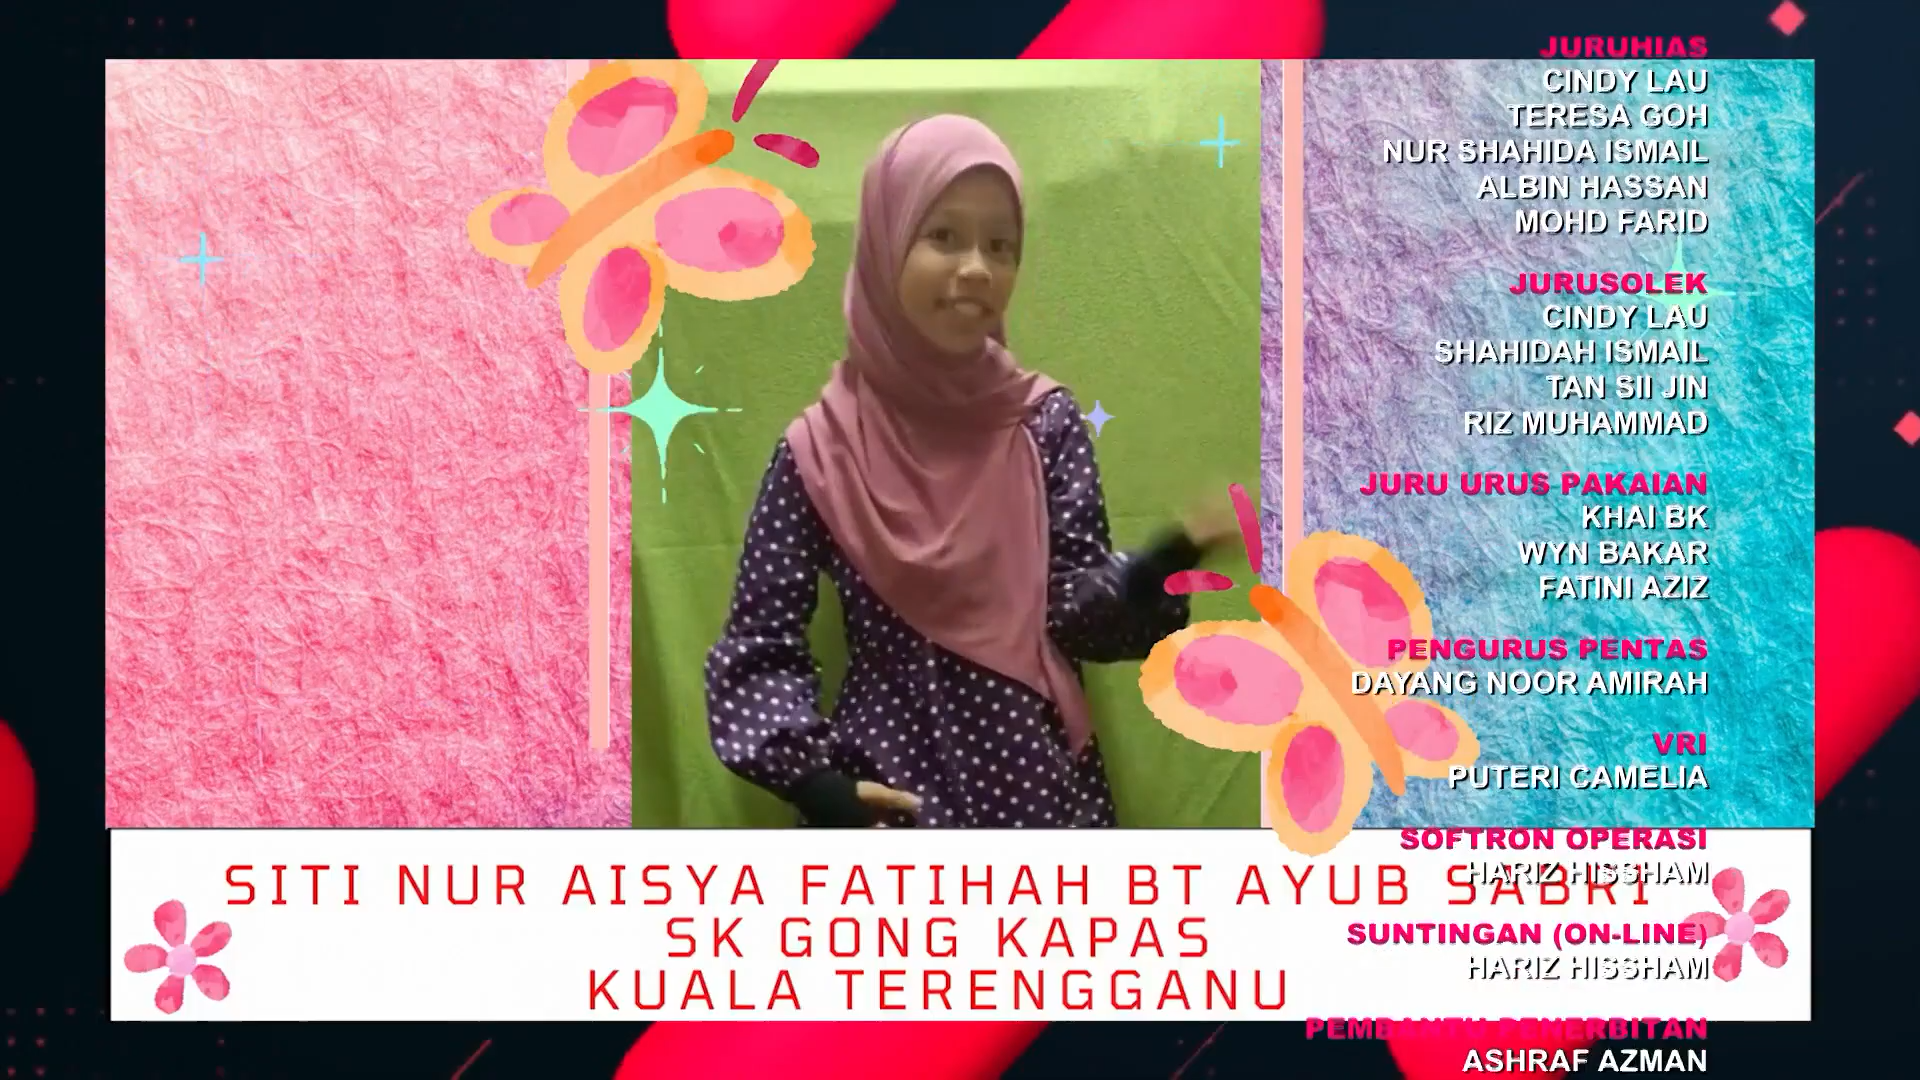 JURUHIAS
CINDY LAU
TERESA GOH
NUR SHAHIDA ISMAIL
ALBIN HASSAN
MOHD FARID
JURUSOLEK
CINDY LAU
SHAHIDAH ISMAIL
TAN SII JIN
RIZ MUHAMMAD
JURU URUS PAKAIAN
KHAI BK
WYN BAKAR
FATINI AZIZ
PENGURUS PENTAS
DAYANG NOOR AMIRAH
VRI
PUTERI CAMELIA
SOFTRON OPERASI
HARIZ HISSHAM
SUNTINGAN (ON-LINE)
HARIZ HISSHAM
PEMBANTU PENERBITAN
ASHRAF AZMAN
SITI NUR AISYA FATIHAH BT AYUB SABRI
SK GONG KAPAS
KUALA TERENGGANU